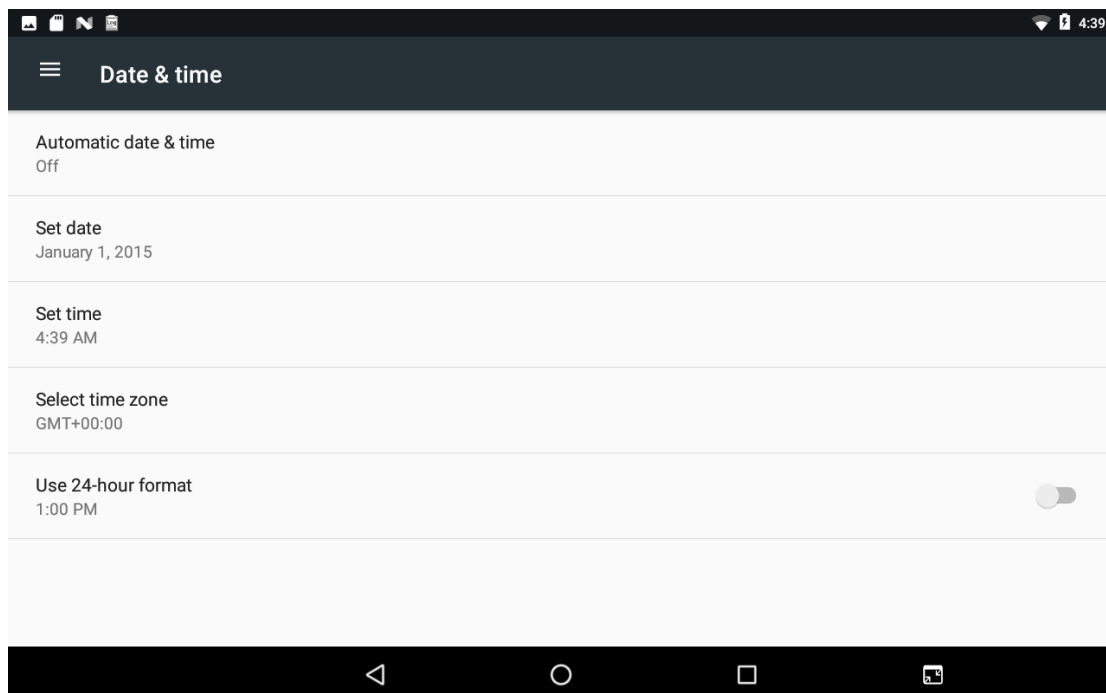 4:39
Date & time
Automatic date & time
Off
Set date
January 1, 2015
Set time
4:39 AM
Select time zone
GMT+00:00
Use 24-hour format
1:00 PM